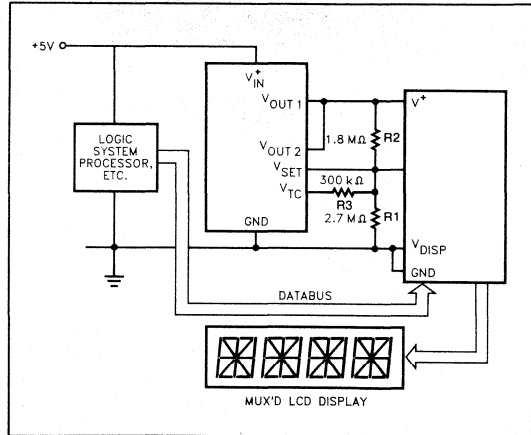 +5V
V+IN
VOUT 1
V+
1.8 MΩ
R2
LOGIC
SYSTEM
PROCESSOR,
ETC.
VOUT 2
VSET
300 kΩ
VTC
R3
R1
2.7 MΩ
GND
VDISP
GND
DATABUS
MUX'D LCD DISPLAY